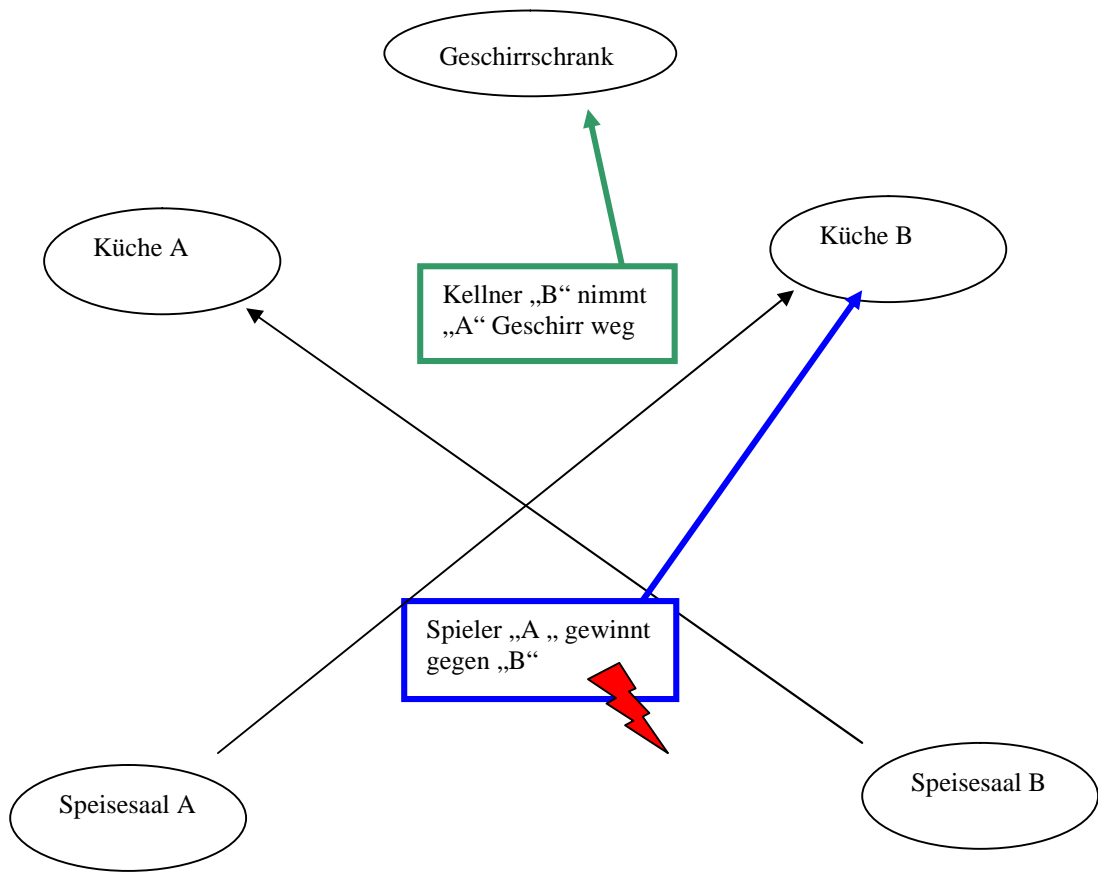 Geschirrschrank
Küche A
Küche B
Kellner „B“ nimmt
„A“ Geschirr weg
Spieler „A „ gewinnt
gegen „B“
Speisesaal A
Speisesaal B